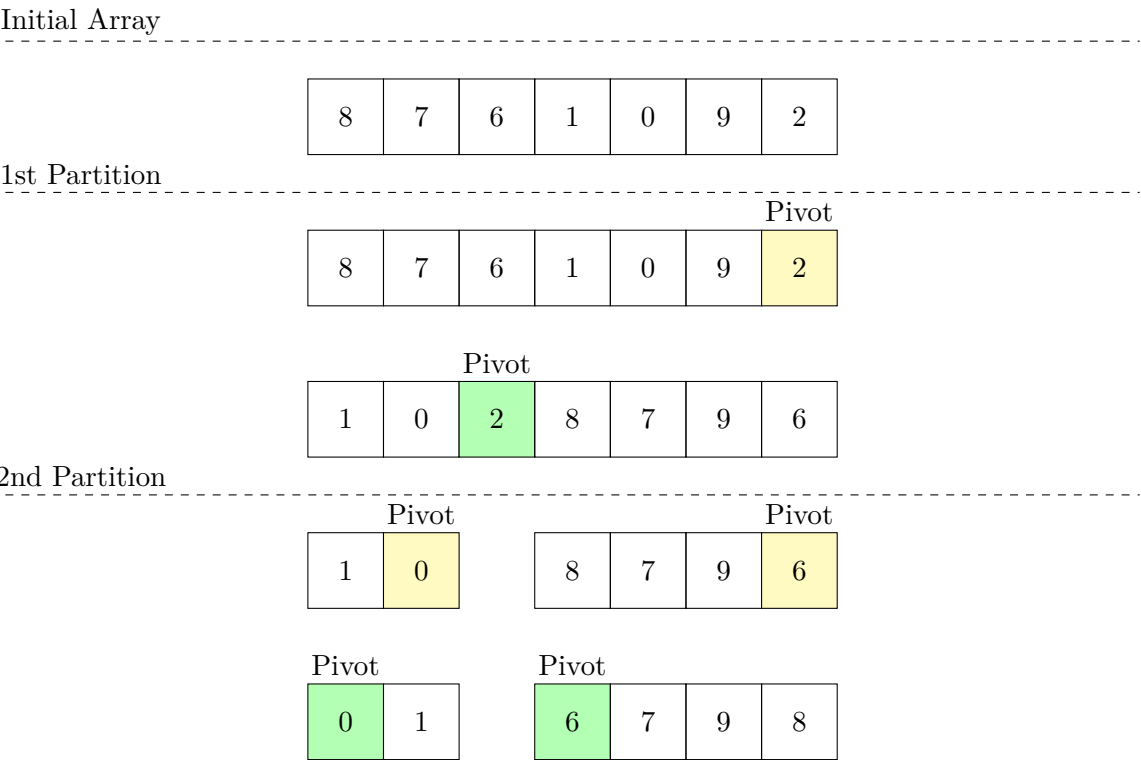 Initial Array
8 7 6 1 0 9 2
1st Partition
Pivot
8 7 6 1 0 9 2
Pivot
1 0 2 8 7 9 6
2nd Partition
Pivot Pivot
1 0 8 7 9 6
Pivot Pivot
0 1 6 7 9 8